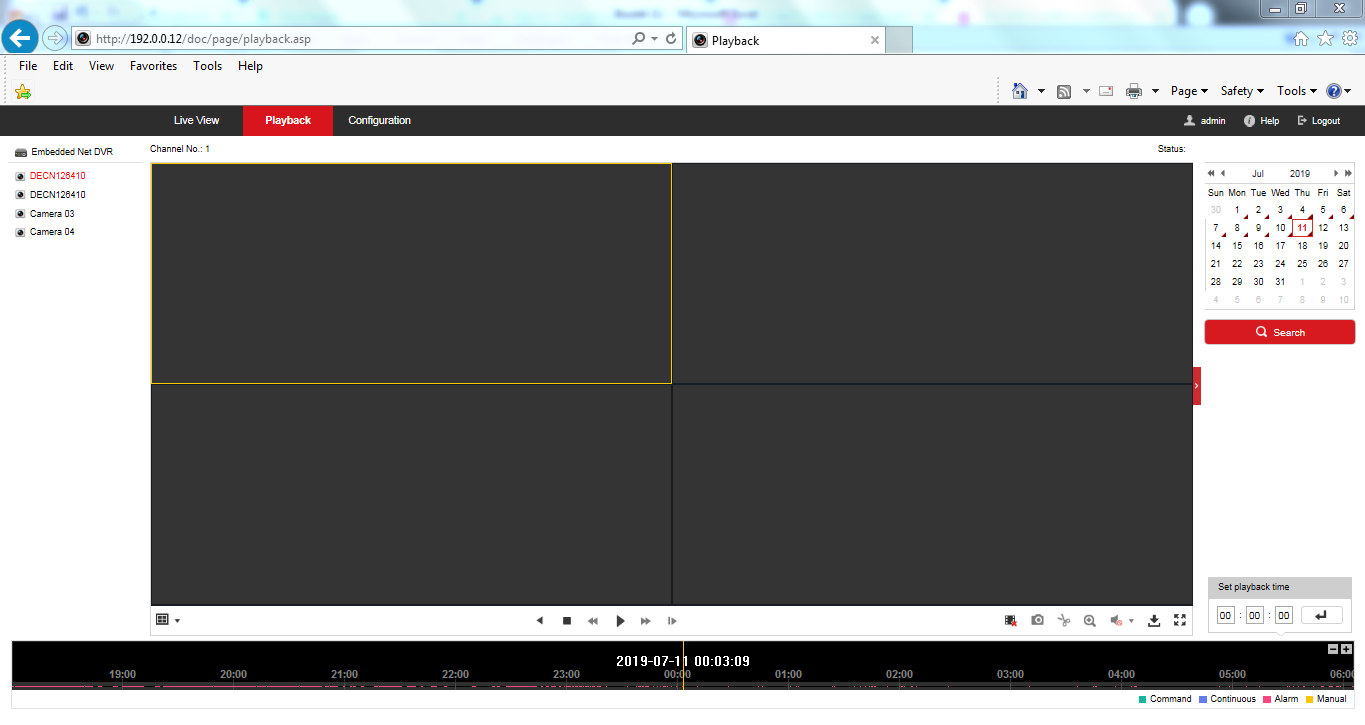 http://192.0.0.12/doc/page/playback.asp
Playback
File Edit View Favorites Tools Help
Page Safety Tools
Live View Playback Configuration
admin Help Logout
Embedded Net DVR
DECN126410
DECN126410
Camera 03
Camera 04
Channel No.: 1
Status:
Jul 2019
Sun Mon Tue Wed Thu Fri Sat
30 1 2 3 4 5 6
7 8 9 10 11 12 13
14 15 16 17 18 19 20
21 22 23 24 25 26 27
28 29 30 31 1 2 3
4 5 6 7 8 9 10
Search
Set playback time
00 : 00 : 00
2019-07-11 00:03:09
19:00 20:00 21:00 22:00 23:00 00:00 01:00 02:00 03:00 04:00 05:00 06:00
Command Continuous Alarm Manual